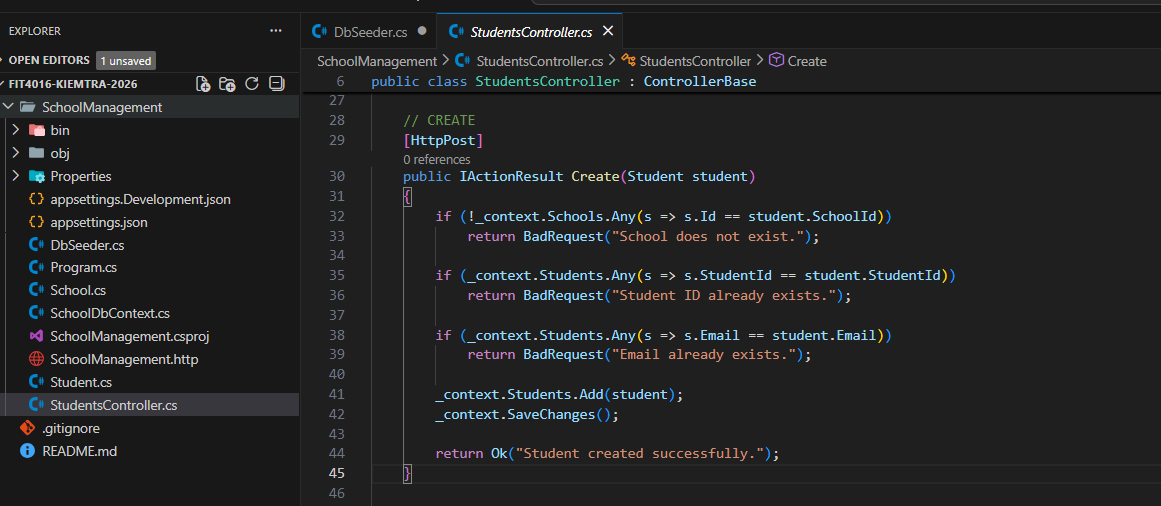 EXPLORER
···
OPEN EDITORS 1 unsaved
FIT4016-KIEMTRA-2026
SchoolManagement
bin
obj
Properties
{} appsettings.Development.json
{} appsettings.json
DbSeeder.cs
Program.cs
School.cs
SchoolDbContext.cs
SchoolManagement.csproj
SchoolManagement.http
Student.cs
StudentsController.cs
.gitignore
README.md
DbSeeder.cs
StudentsController.cs
SchoolManagement > StudentsController.cs > StudentsController > Create
6 public class StudentsController : ControllerBase
27
28 // CREATE
29 [HttpPost]
0 references
30 public IActionResult Create(Student student)
31 {
32 if (!_context.Schools.Any(s => s.Id == student.SchoolId))
33 return BadRequest("School does not exist.");
34
35 if (_context.Students.Any(s => s.StudentId == student.StudentId))
36 return BadRequest("Student ID already exists.");
37
38 if (_context.Students.Any(s => s.Email == student.Email))
39 return BadRequest("Email already exists.");
40
41 _context.Students.Add(student);
42 _context.SaveChanges();
43
44 return Ok("Student created successfully.");
45 }
46